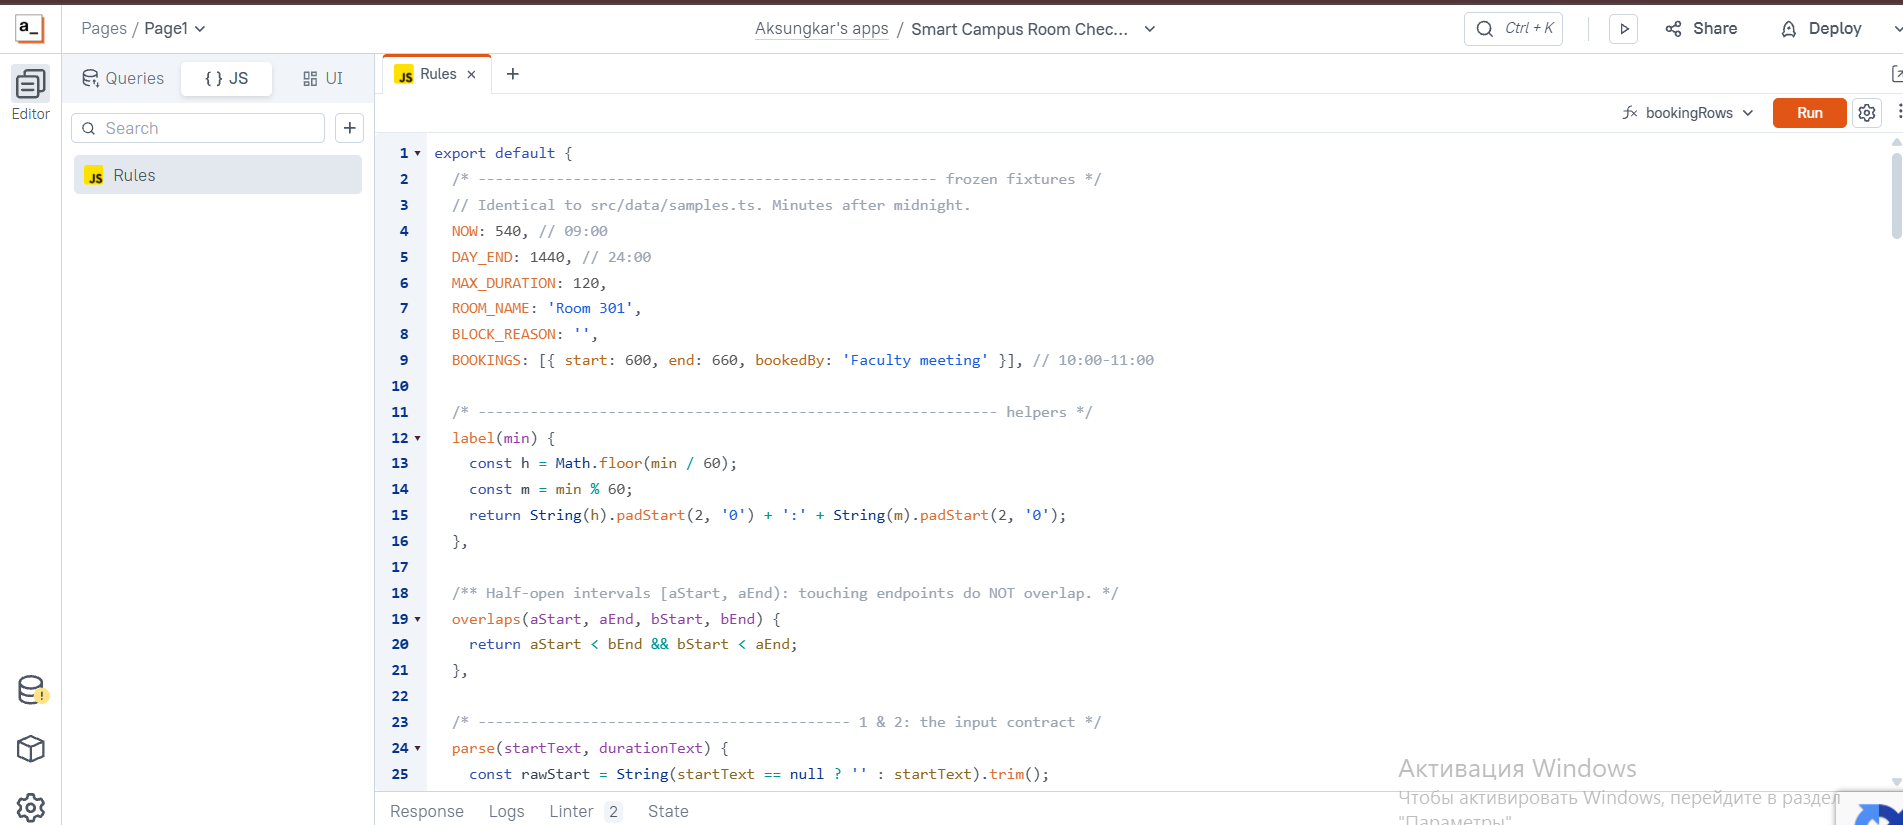 a_
Pages / Page1
Aksungkar's apps / Smart Campus Room Chec...
Ctrl + K
Share
Deploy
Editor
Queries
{ } JS
UI
JS Rules
Search
JS Rules
fx bookingRows
Run
1 export default {
2 /* ----------------------------------------------------- frozen fixtures */
3 // Identical to src/data/samples.ts. Minutes after midnight.
4 NOW: 540, // 09:00
5 DAY_END: 1440, // 24:00
6 MAX_DURATION: 120,
7 ROOM_NAME: 'Room 301',
8 BLOCK_REASON: '',
9 BOOKINGS: [{ start: 600, end: 660, bookedBy: 'Faculty meeting' }], // 10:00-11:00
10
11 /* ------------------------------------------------------------ helpers */
12 label(min) {
13 const h = Math.floor(min / 60);
14 const m = min % 60;
15 return String(h).padStart(2, '0') + ':' + String(m).padStart(2, '0');
16 },
17
18 /** Half-open intervals [aStart, aEnd): touching endpoints do NOT overlap. */
19 overlaps(aStart, aEnd, bStart, bEnd) {
20 return aStart < bEnd && bStart < aEnd;
21 },
22
23 /* ------------------------------------------- 1 & 2: the input contract */
24 parse(startText, durationText) {
25 const rawStart = String(startText == null ? '' : startText).trim();
Response
Logs
Linter 2
State
Активация Windows
Чтобы активировать Windows, перейдите в раздел
"Параметры"